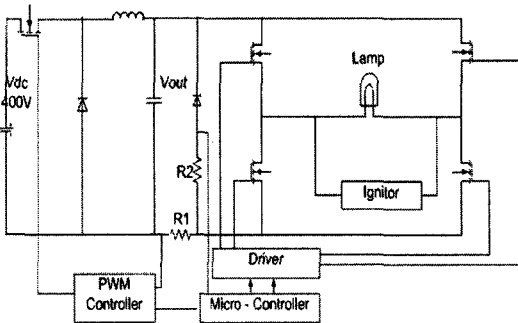 Vdc
400V
Vout
Lamp
R2
Ignitor
R1
Driver
PWM
Controller
Micro - Controller